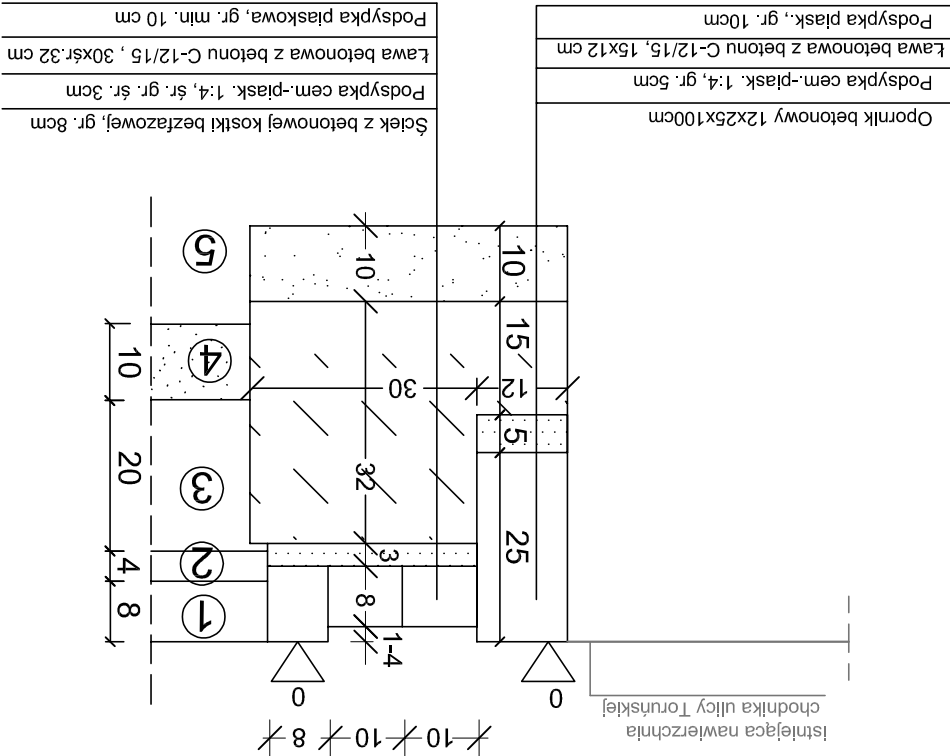 istniejąca nawierzchnia
chodnika ulicy Toruńskiej
10 10 8
0 0
1-4
8
3
32
30
10
25
5
12
15
10
8
4
20
10
1
2
3
4
5
Opornik betonowy 12x25x100cm
Podsypka cem.-piask. 1:4, gr. 5cm
Ława betonowa z betonu C-12/15, 15x12 cm
Podsypka piask., gr. 10cm
Ściek z betonowej kostki bezfazowej, gr. 8cm
Podsypka cem.-piask. 1:4, śr. gr. śr. 3cm
Ława betonowa z betonu C-12/15 , 30xśr.32 cm
Podsypka piaskowa, gr. min. 10 cm